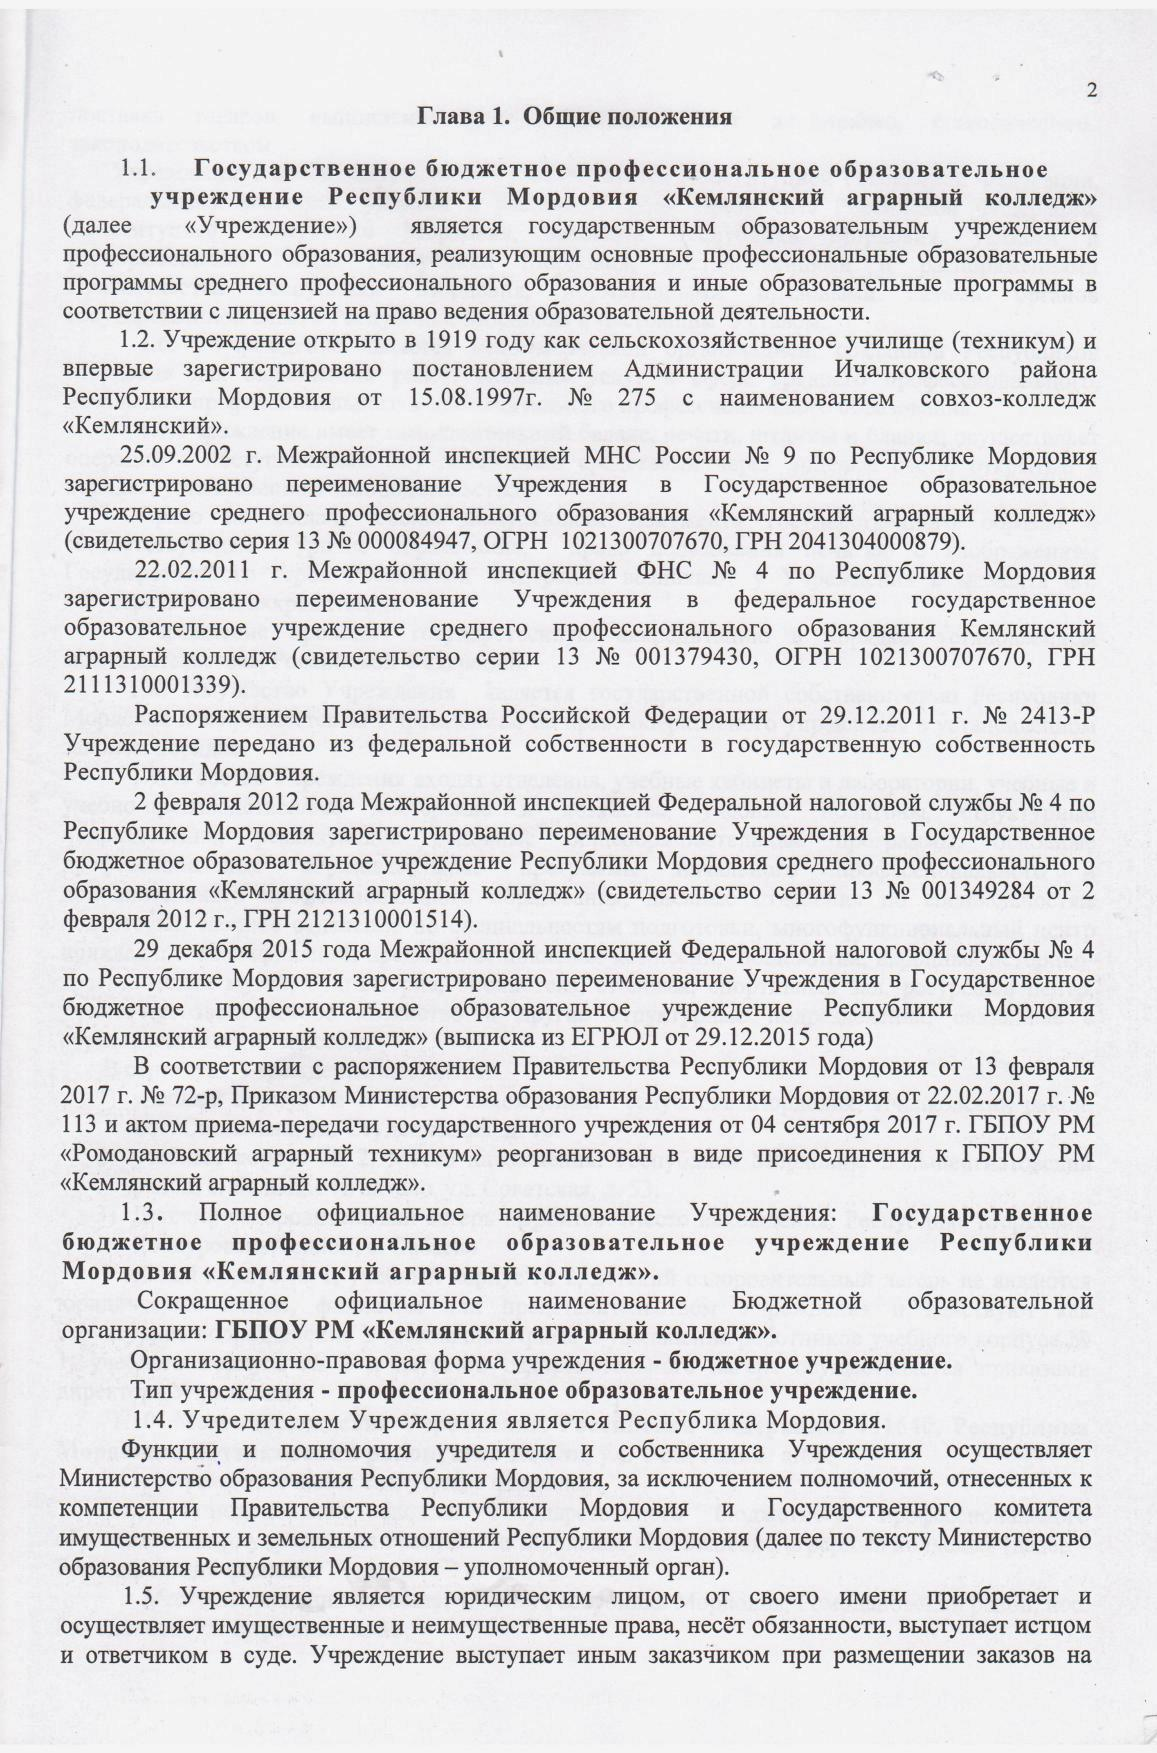 2
Глава 1. Общие положения
1.1. Государственное бюджетное профессиональное образовательное
учреждение Республики Мордовия «Кемлянский аграрный колледж»
(далее «Учреждение») является государственным образовательным учреждением
профессионального образования, реализующим основные профессиональные образовательные
программы среднего профессионального образования и иные образовательные программы в
соответствии с лицензией на право ведения образовательной деятельности.
1.2. Учреждение открыто в 1919 году как сельскохозяйственное училище (техникум) и
впервые зарегистрировано постановлением Администрации Ичалковского района
Республики Мордовия от 15.08.1997г. № 275 с наименованием совхоз-колледж
«Кемлянский».
25.09.2002 г. Межрайонной инспекцией МНС России № 9 по Республике Мордовия
зарегистрировано переименование Учреждения в Государственное образовательное
учреждение среднего профессионального образования «Кемлянский аграрный колледж»
(свидетельство серия 13 № 000084947, ОГРН 1021300707670, ГРН 2041304000879).
22.02.2011 г. Межрайонной инспекцией ФНС № 4 по Республике Мордовия
зарегистрировано переименование Учреждения в федеральное государственное
образовательное учреждение среднего профессионального образования Кемлянский
аграрный колледж (свидетельство серии 13 № 001379430, ОГРН 1021300707670, ГРН
2111310001339).
Распоряжением Правительства Российской Федерации от 29.12.2011 г. № 2413-Р
Учреждение передано из федеральной собственности в государственную собственность
Республики Мордовия.
2 февраля 2012 года Межрайонной инспекцией Федеральной налоговой службы № 4 по
Республике Мордовия зарегистрировано переименование Учреждения в Государственное
бюджетное образовательное учреждение Республики Мордовия среднего профессионального
образования «Кемлянский аграрный колледж» (свидетельство серии 13 № 001349284 от 2
февраля 2012 г., ГРН 2121310001514).
29 декабря 2015 года Межрайонной инспекцией Федеральной налоговой службы № 4
по Республике Мордовия зарегистрировано переименование Учреждения в Государственное
бюджетное профессиональное образовательное учреждение Республики Мордовия
«Кемлянский аграрный колледж» (выписка из ЕГРЮЛ от 29.12.2015 года)
В соответствии с распоряжением Правительства Республики Мордовия от 13 февраля
2017 г. № 72-р, Приказом Министерства образования Республики Мордовия от 22.02.2017 г. №
113 и актом приема-передачи государственного учреждения от 04 сентября 2017 г. ГБПОУ РМ
«Ромодановский аграрный техникум» реорганизован в виде присоединения к ГБПОУ РМ
«Кемлянский аграрный колледж».
1.3. Полное официальное наименование Учреждения: Государственное
бюджетное профессиональное образовательное учреждение Республики
Мордовия «Кемлянский аграрный колледж».
Сокращенное официальное наименование Бюджетной образовательной
организации: ГБПОУ РМ «Кемлянский аграрный колледж».
Организационно-правовая форма учреждения - бюджетное учреждение.
Тип учреждения - профессиональное образовательное учреждение.
1.4. Учредителем Учреждения является Республика Мордовия.
Функции и полномочия учредителя и собственника Учреждения осуществляет
Министерство образования Республики Мордовия, за исключением полномочий, отнесенных к
компетенции Правительства Республики Мордовия и Государственного комитета
имущественных и земельных отношений Республики Мордовия (далее по тексту Министерство
образования Республики Мордовия – уполномоченный орган).
1.5. Учреждение является юридическим лицом, от своего имени приобретает и
осуществляет имущественные и неимущественные права, несёт обязанности, выступает истцом
и ответчиком в суде. Учреждение выступает иным заказчиком при размещении заказов на